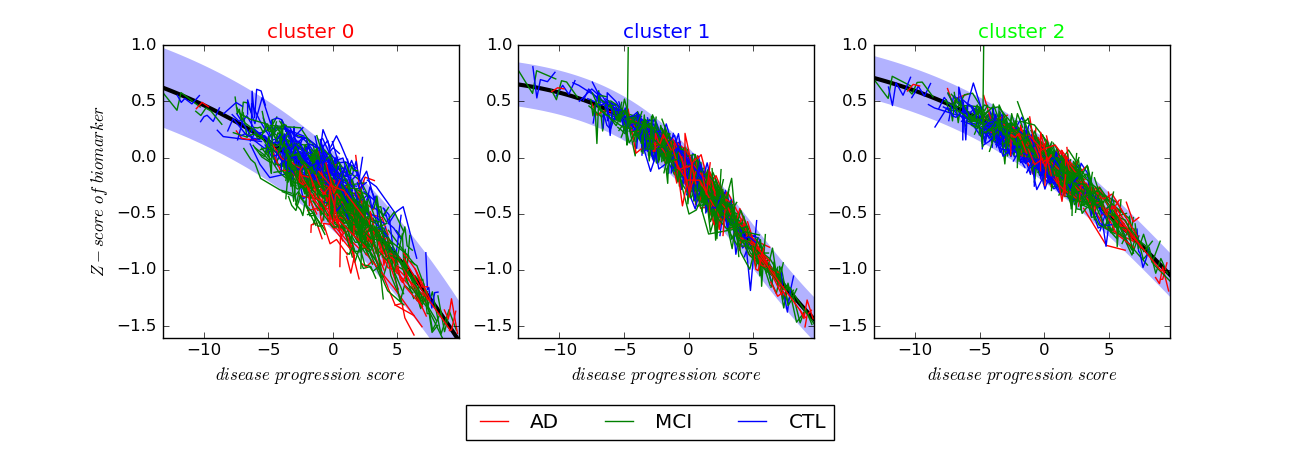 cluster 0 cluster 1 cluster 2
1.0 1.0 1.0
0.5 0.5 0.5
0.0 0.0 0.0
−0.5 −0.5 −0.5
−1.0 −1.0 −1.0
−1.5 −1.5 −1.5
Z − score of biomarker
−10 −5 0 5 −10 −5 0 5 −10 −5 0 5
disease progression score disease progression score disease progression score
AD MCI CTL